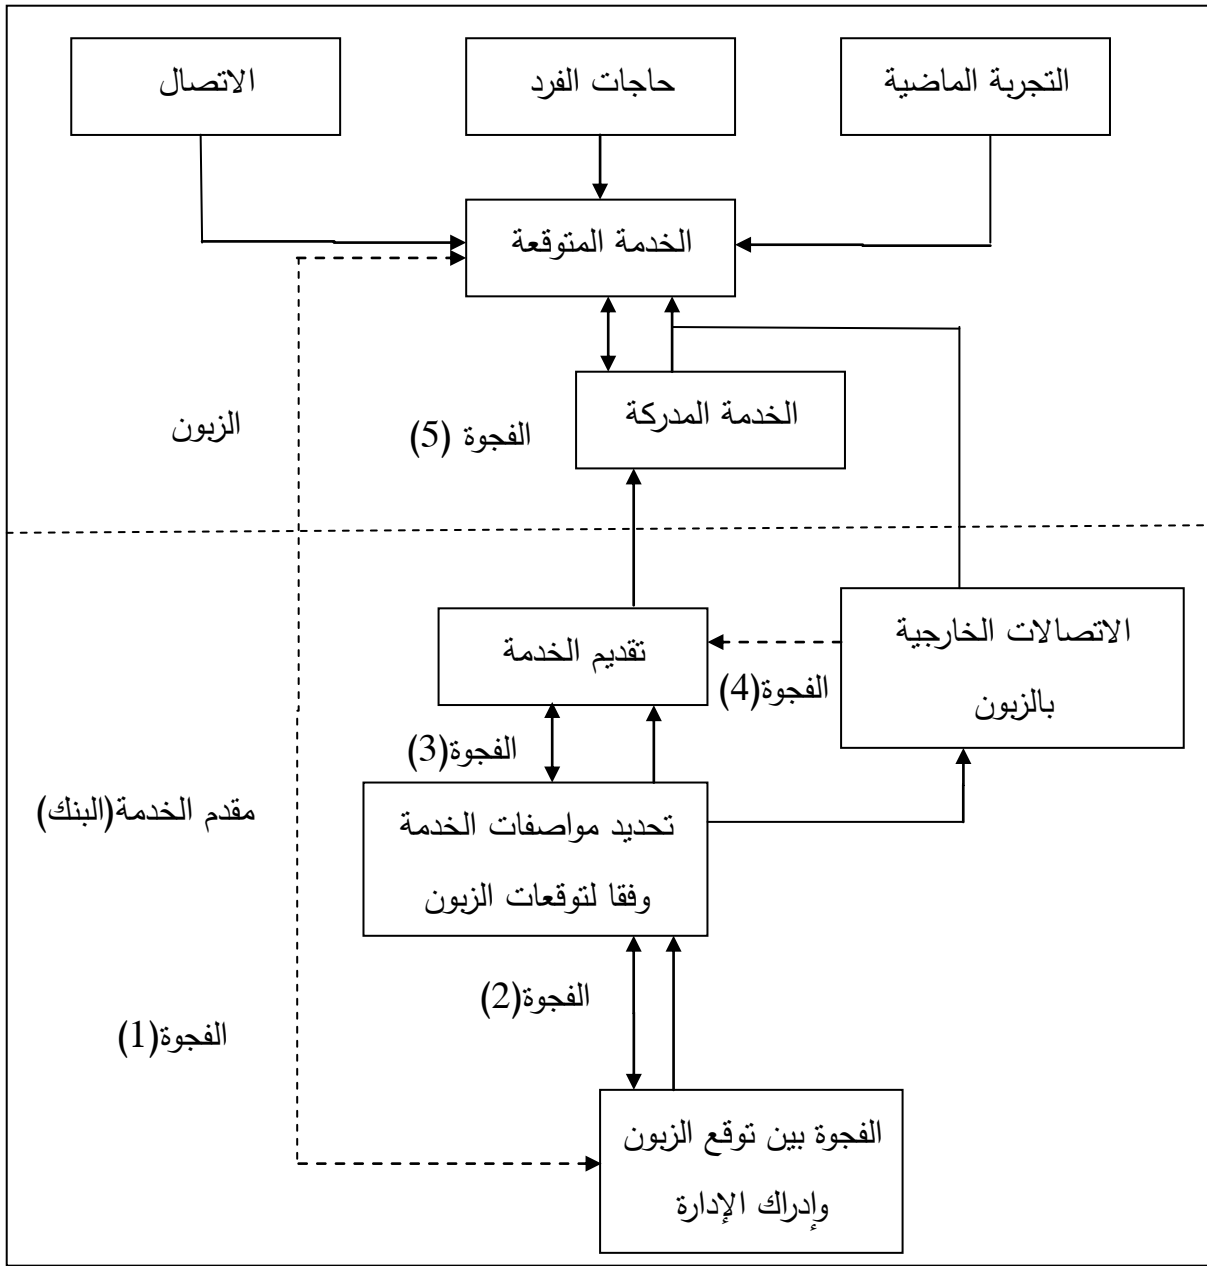 التجربة الماضية
حاجات الفرد
الاتصال
الخدمة المتوقعة
الخدمة المدركة
الفجوة (5)
الزبون
الاتصالات الخارجية
بالزبون
تقديم الخدمة
الفجوة(4)
الفجوة(3)
تحديد مواصفات الخدمة
وفقا لتوقعات الزبون
مقدم الخدمة(البنك)
الفجوة(2)
الفجوة(1)
الفجوة بين توقع الزبون
وإدراك الإدارة